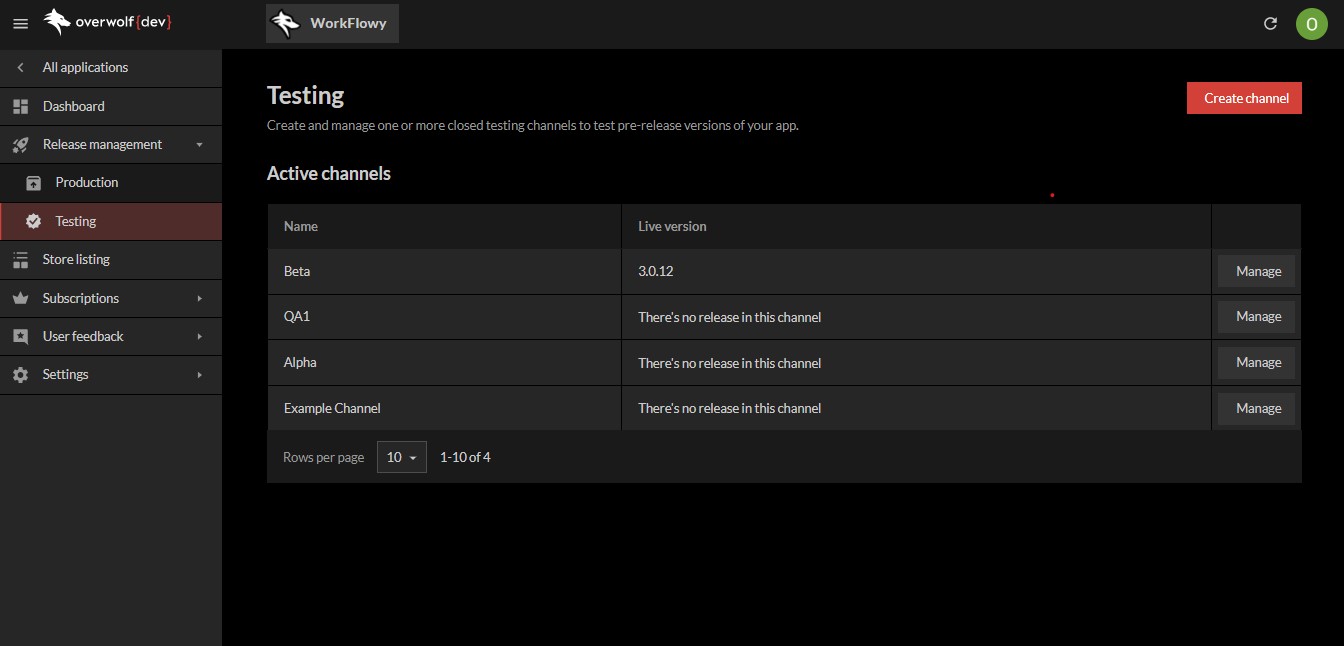 overwolf{dev}
WorkFlowy
O
All applications
Dashboard
Release management
Production
Testing
Store listing
Subscriptions
User feedback
Settings
Testing
Create channel
Create and manage one or more closed testing channels to test pre-release versions of your app.
Active channels
Name Live version
Beta 3.0.12 Manage
QA1 There's no release in this channel Manage
Alpha There's no release in this channel Manage
Example Channel There's no release in this channel Manage
Rows per page 10 1-10 of 4